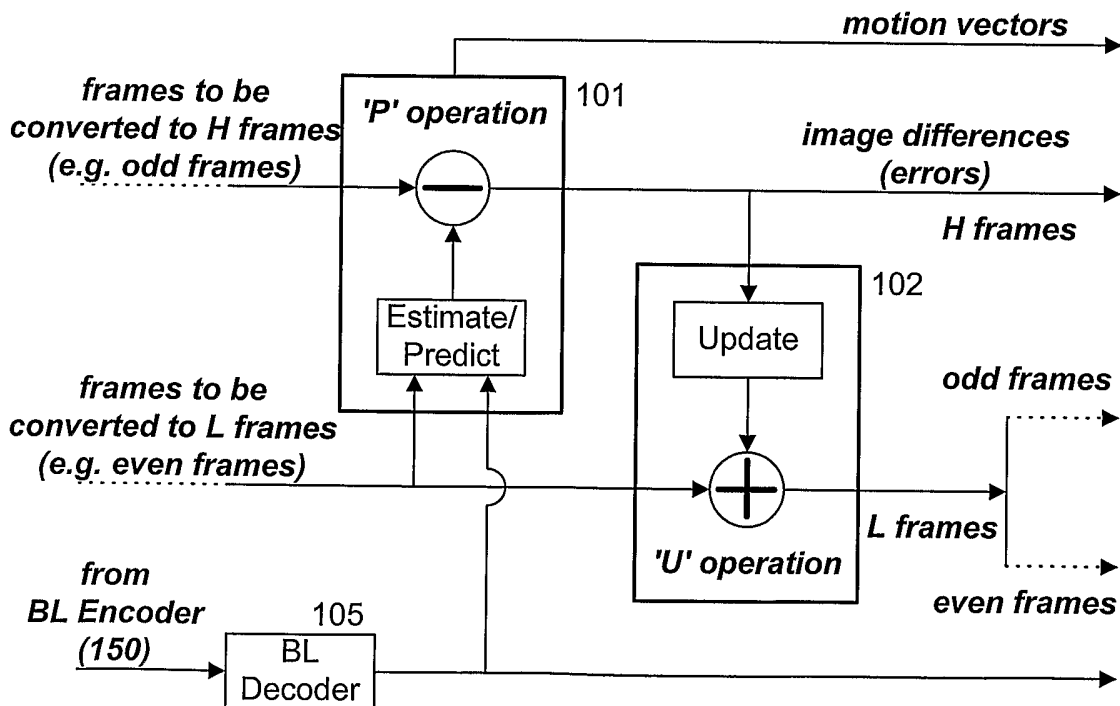 motion vectors
frames to be
converted to H frames
(e.g. odd frames)
'P' operation
101
image differences
(errors)
H frames
Estimate/
Predict
102
Update
frames to be
converted to L frames
(e.g. even frames)
odd frames
L frames
'U' operation
even frames
from
BL Encoder
(150)
105
BL
Decoder